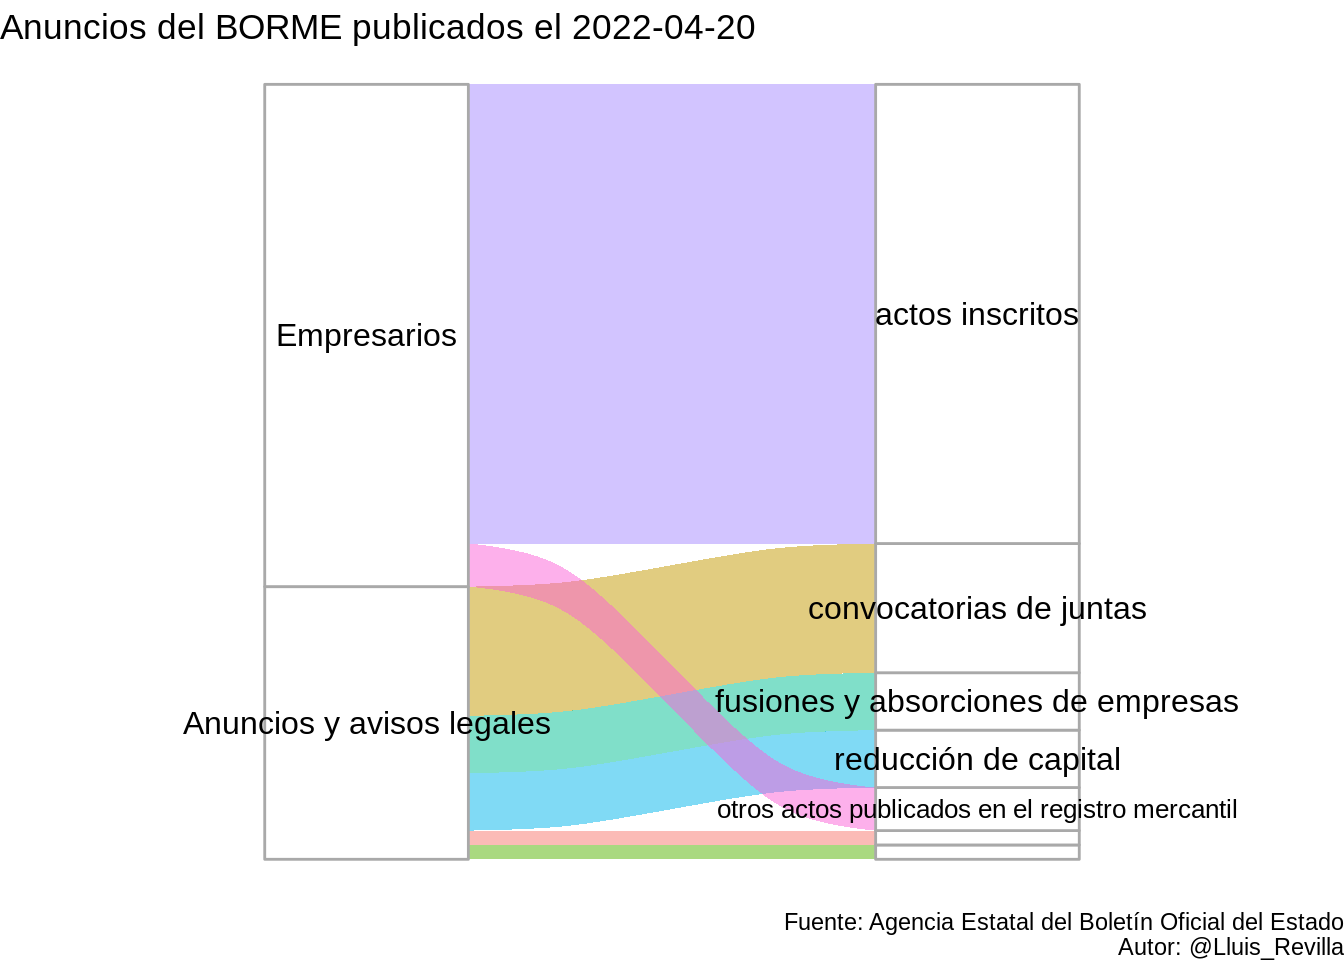 Anuncios del BORME publicados el 2022-04-20
Empresarios
actos inscritos
convocatorias de juntas
fusiones y absorciones de empresas
Anuncios y avisos legales
reducción de capital
otros actos publicados en el registro mercantil
Fuente: Agencia Estatal del Boletín Oficial del Estado
Autor: @Lluis_Revilla